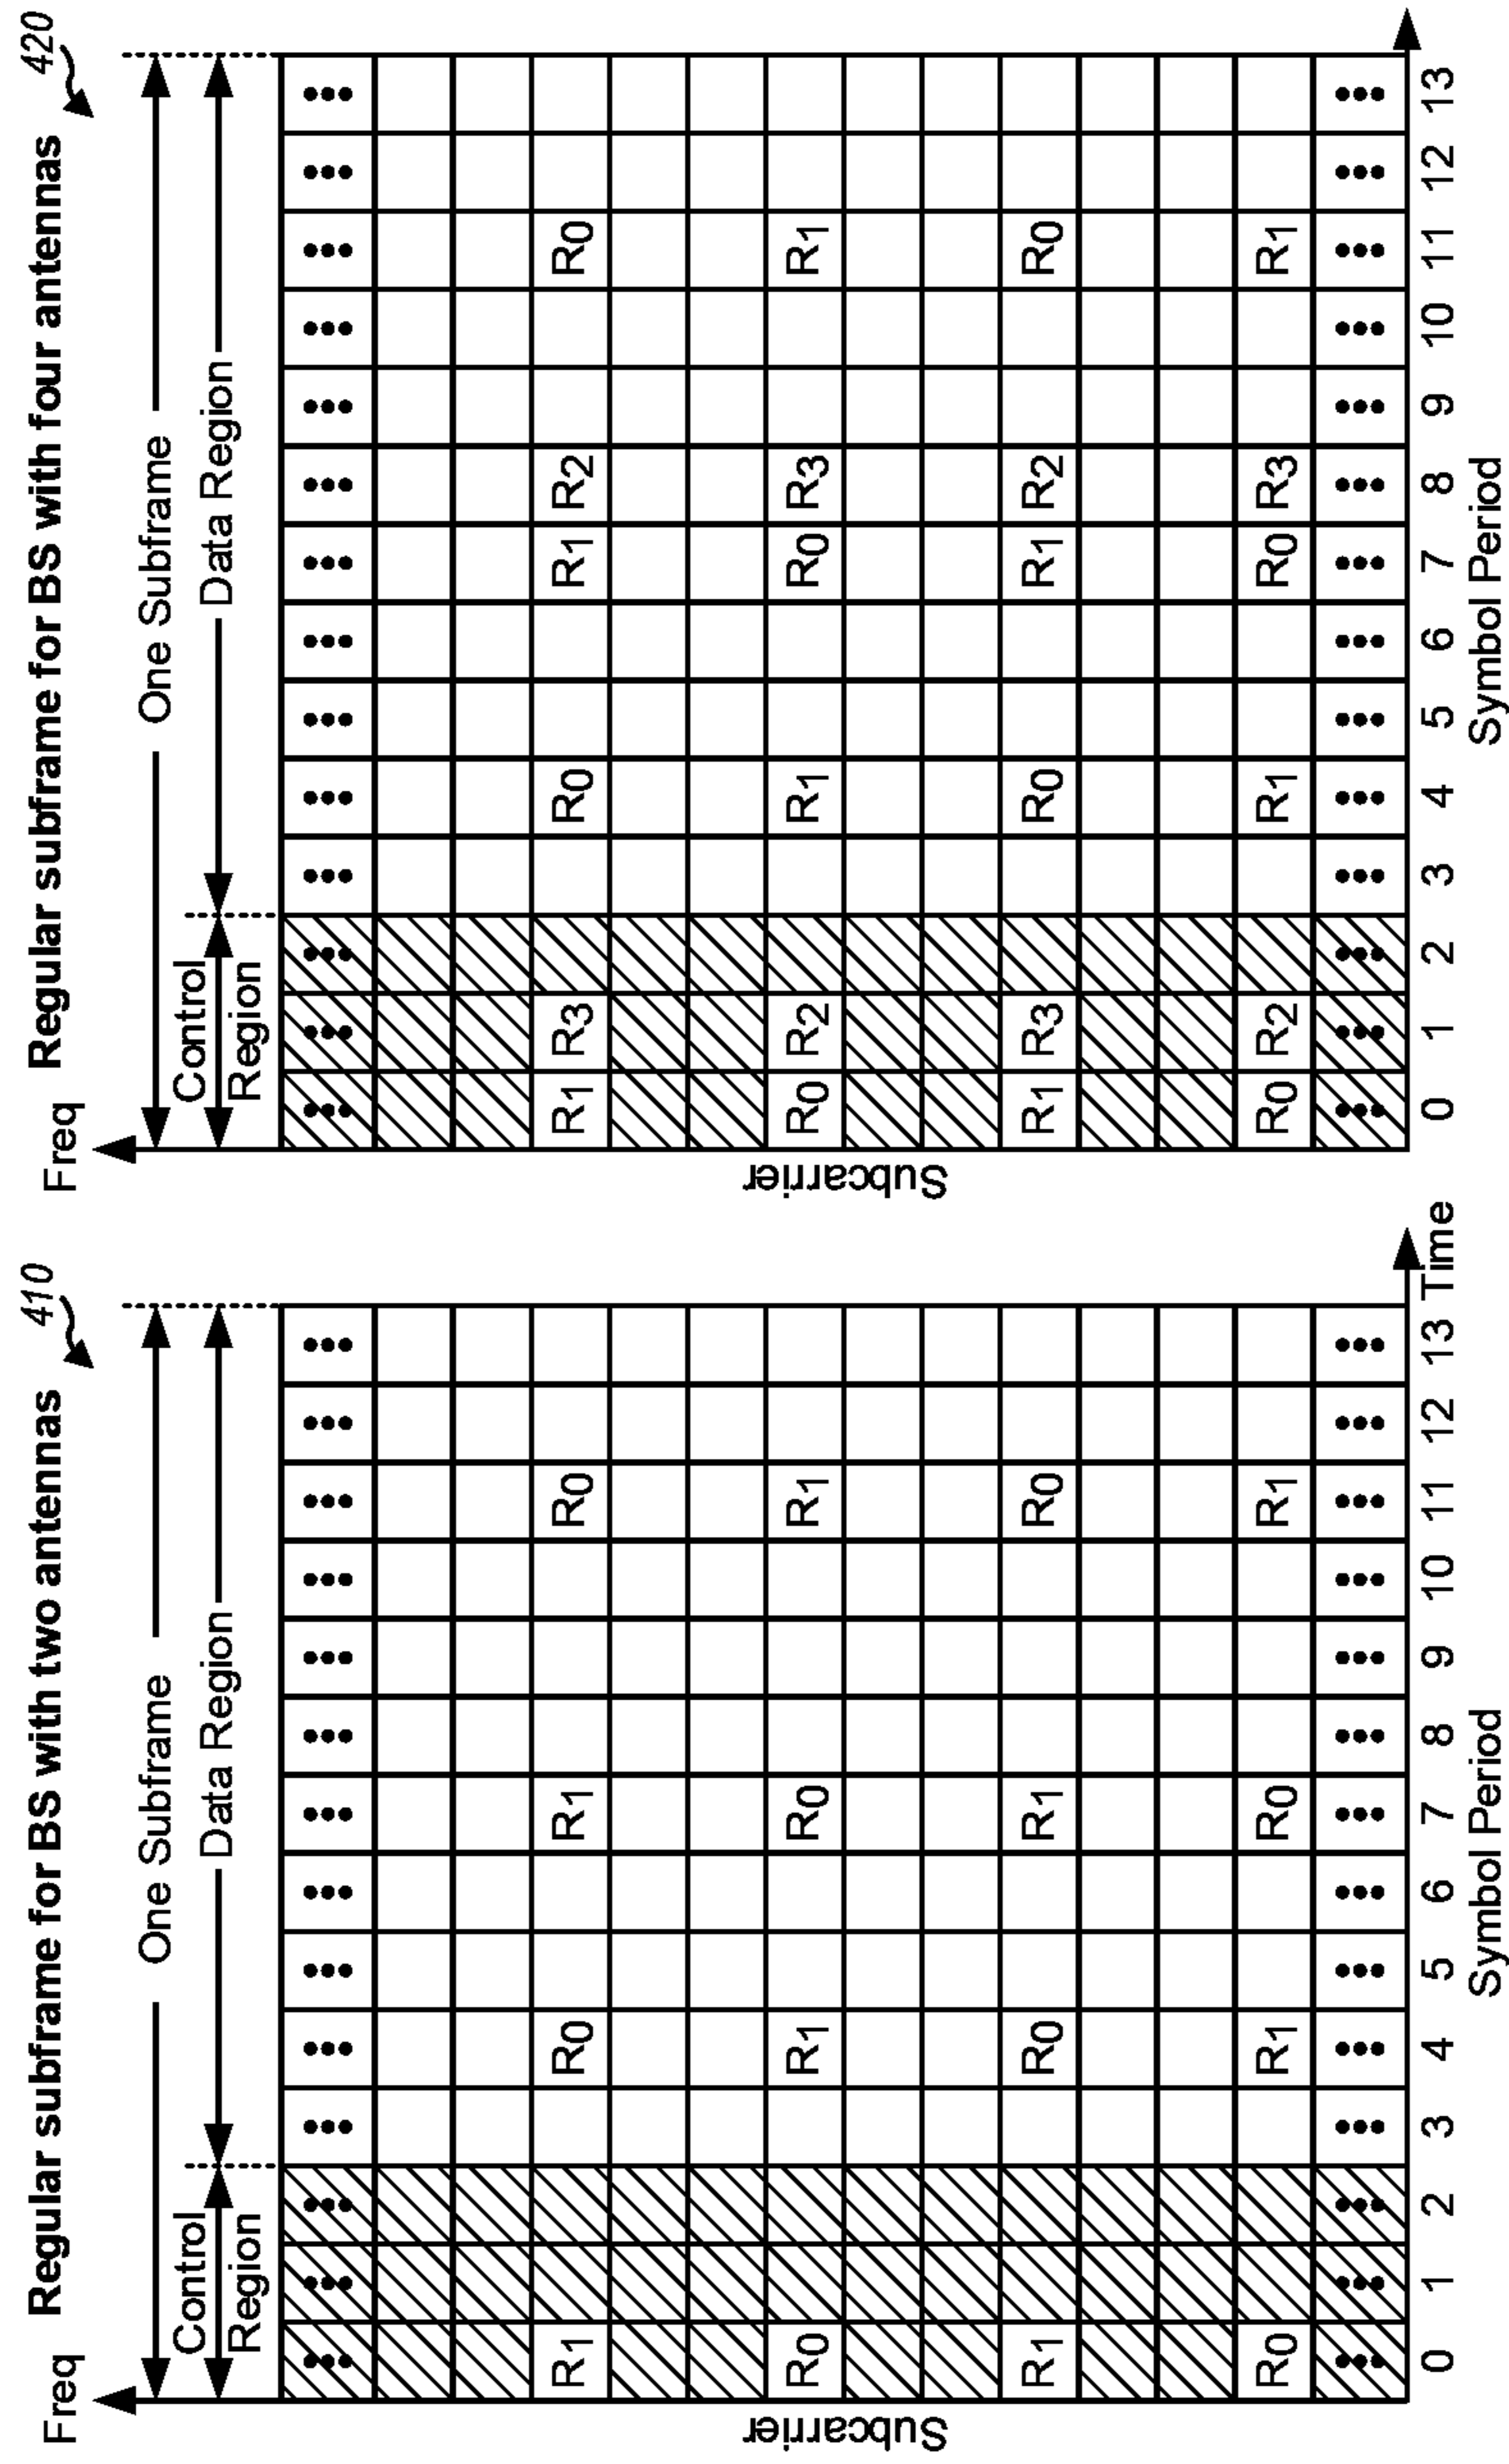 Regular subframe for BS with two antennas
410
Freq
One Subframe
Control
Region
Data Region
Subcarrier
R1 R0 R1 R0
R0 R1 R0 R1
R0 R1 R0 R1
R1 R0 R1 R0
0 1 2 3 4 5 6 7 8 9 10 11 12 13 Time
Symbol Period
Regular subframe for BS with four antennas
420
Freq
One Subframe
Control
Region
Data Region
Subcarrier
R1 R3 R0 R1 R2 R0
R0 R2 R1 R0 R3 R1
R1 R3 R0 R1 R2 R0
R0 R2 R1 R0 R3 R1
0 1 2 3 4 5 6 7 8 9 10 11 12 13
Symbol Period